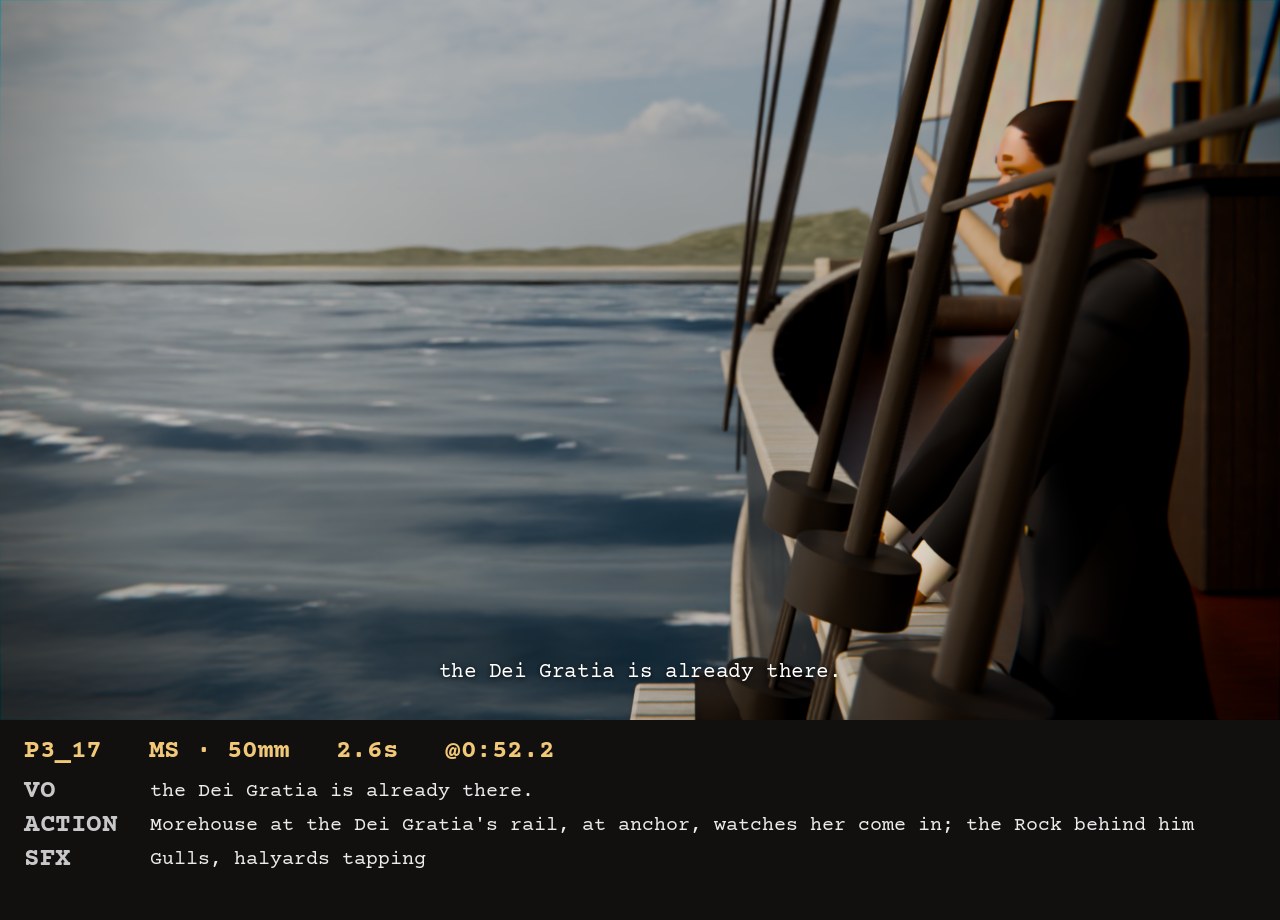 the Dei Gratia is already there.
P3_17 MS · 50mm 2.6s @0:52.2
VO the Dei Gratia is already there.
ACTION Morehouse at the Dei Gratia's rail, at anchor, watches her come in; the Rock behind him
SFX Gulls, halyards tapping